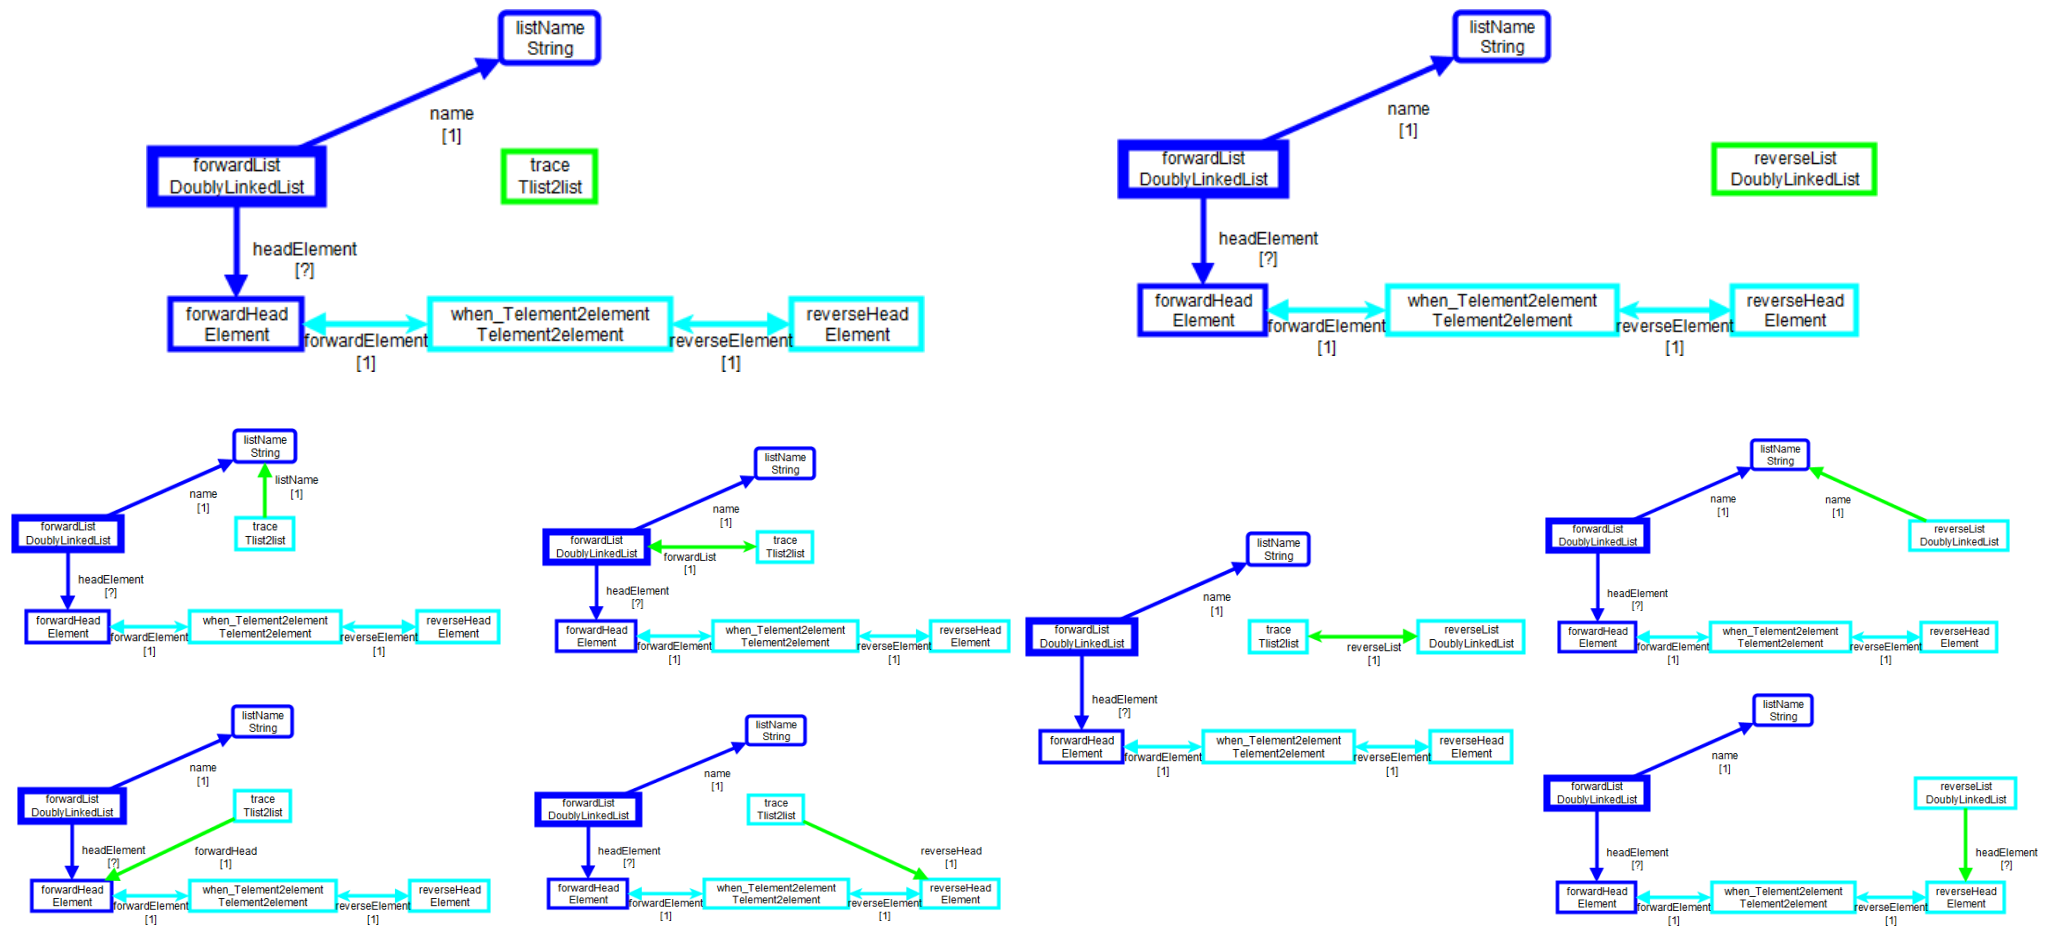 listName
String
name
[1]
forwardList
DoublyLinkedList
trace
Tlist2list
headElement
[?]
forwardHead
Element
forwardElement
[1]
when_Telement2element
Telement2element
reverseElement
[1]
reverseHead
Element
listName
String
name
[1]
forwardList
DoublyLinkedList
reverseList
DoublyLinkedList
headElement
[?]
forwardHead
Element
forwardElement
[1]
when_Telement2element
Telement2element
reverseElement
[1]
reverseHead
Element
listName
String
name
[1]
listName
[1]
forwardList
DoublyLinkedList
trace
Tlist2list
headElement
[?]
forwardHead
Element
forwardElement
[1]
when_Telement2element
Telement2element
reverseElement
[1]
reverseHead
Element
listName
String
name
[1]
forwardList
DoublyLinkedList
forwardList
[1]
trace
Tlist2list
headElement
[?]
forwardHead
Element
forwardElement
[1]
when_Telement2element
Telement2element
reverseElement
[1]
reverseHead
Element
listName
String
name
[1]
forwardList
DoublyLinkedList
trace
Tlist2list
reverseList
[1]
reverseList
DoublyLinkedList
headElement
[?]
forwardHead
Element
forwardElement
[1]
when_Telement2element
Telement2element
reverseElement
[1]
reverseHead
Element
listName
String
name
[1]
name
[1]
forwardList
DoublyLinkedList
reverseList
DoublyLinkedList
headElement
[?]
forwardHead
Element
forwardElement
[1]
when_Telement2element
Telement2element
reverseElement
[1]
reverseHead
Element
listName
String
name
[1]
forwardList
DoublyLinkedList
trace
Tlist2list
headElement
[?]
forwardHead
[1]
forwardHead
Element
forwardElement
[1]
when_Telement2element
Telement2element
reverseElement
[1]
reverseHead
Element
listName
String
name
[1]
forwardList
DoublyLinkedList
trace
Tlist2list
headElement
[?]
reverseHead
[1]
forwardHead
Element
forwardElement
[1]
when_Telement2element
Telement2element
reverseElement
[1]
reverseHead
Element
listName
String
name
[1]
forwardList
DoublyLinkedList
reverseList
DoublyLinkedList
headElement
[?]
headElement
[?]
forwardHead
Element
forwardElement
[1]
when_Telement2element
Telement2element
reverseElement
[1]
reverseHead
Element